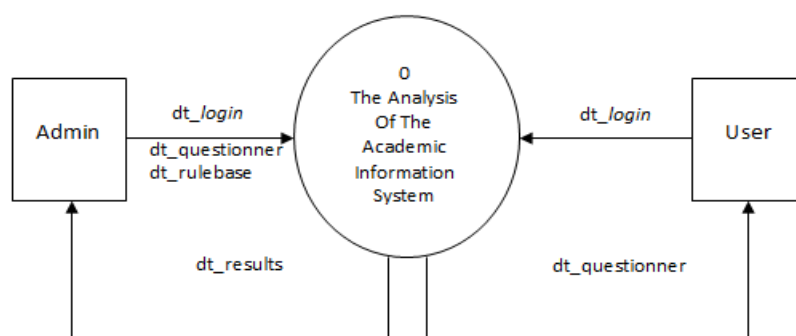 0
The Analysis
Of The
Academic
Information
System
Admin
dt_login
dt_questionner
dt_rulebase
dt_login
User
dt_results
dt_questionner